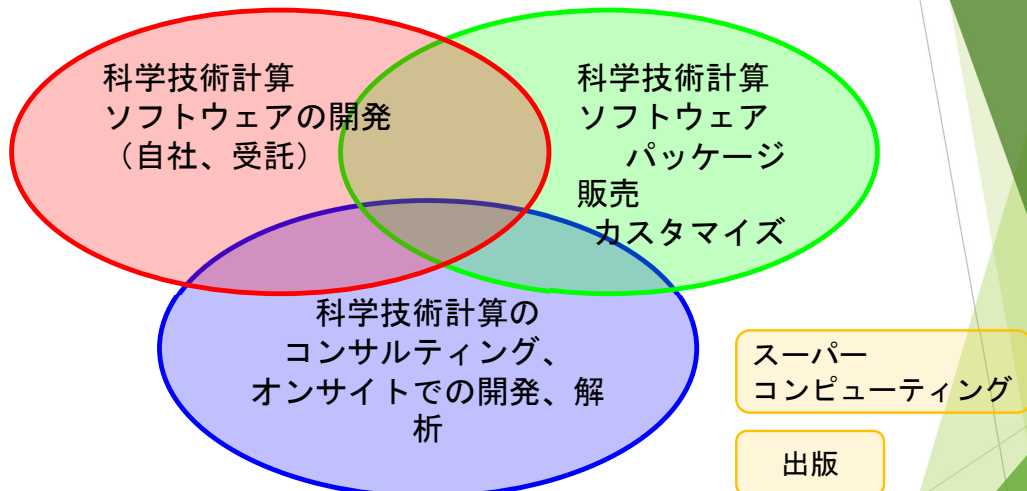 科学技術計算
ソフトウェアの開発
（自社、受託）
科学技術計算
ソフトウェア
パッケージ
販売
カスタマイズ
科学技術計算の
コンサルティング、
オンサイトでの開発、解
析
スーパー
コンピューティング
出版